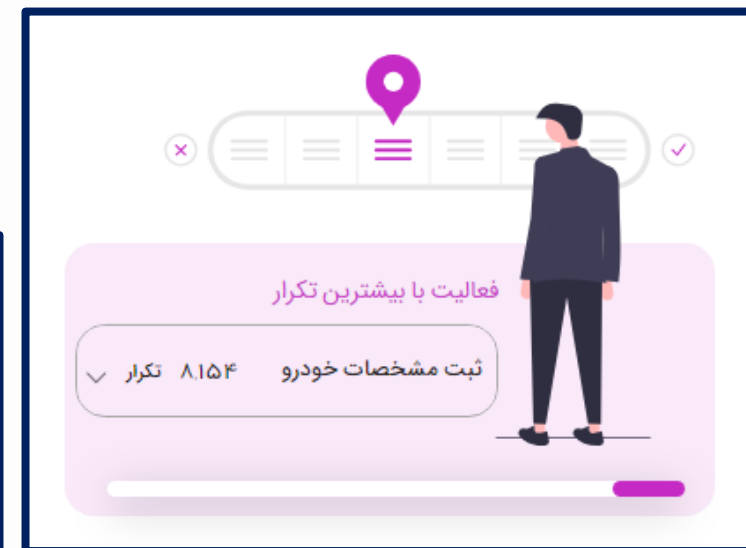 فعالیت با بیشترین تکرار
ثبت مشخصات خودرو ۸,۱۵۴ تکرار